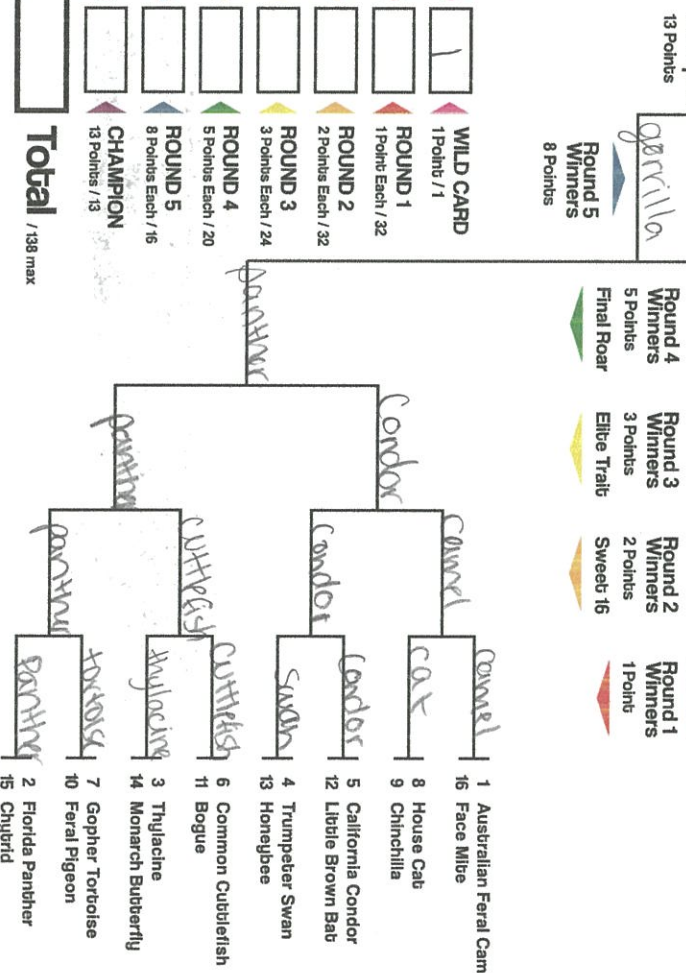 13 Points
gorrilla
Round 5
Winners
8 Points
Round 4
Winners
5 Points
Final Roar
Round 3
Winners
3 Points
Elite Trait
Round 2
Winners
2 Points
Sweet 16
Round 1
Winners
1 Point
1
WILD CARD
1 Point / 1
ROUND 1
1 Point Each / 32
ROUND 2
2 Points Each / 32
ROUND 3
3 Points Each / 24
ROUND 4
5 Points Each / 20
ROUND 5
8 Points Each / 16
CHAMPION
13 Points / 13
Total / 138 max
panther
Condor
panther
camel
Condor
cuttlefish
panther
camel
cat
Condor
Swan
cuttlefish
thylacine
tortoise
Panther
1 Australian Feral Cam
16 Face Mite
8 House Cat
9 Chinchilla
5 California Condor
12 Little Brown Bat
4 Trumpeter Swan
13 Honeybee
6 Common Cuttlefish
11 Bogue
3 Thylacine
14 Monarch Butterfly
7 Gopher Tortoise
10 Feral Pigeon
2 Florida Panther
15 Chytrid